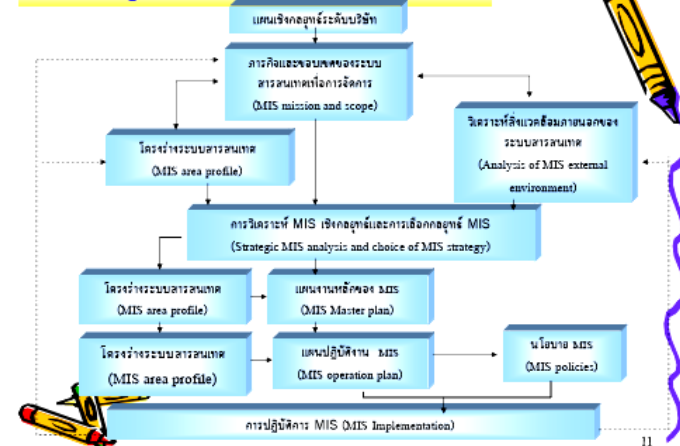 แผนเชิงกลยุทธ์ระดับบริษัท
ภารกิจและขอบเขตของระบบ
สารสนเทศเพื่อการจัดการ
(MIS mission and scope)
วิเคราะห์สิ่งแวดล้อมภายนอกของ
ระบบสารสนเทศ
(Analysis of MIS external
environment)
โครงร่างระบบสารสนเทศ
(MIS area profile)
การวิเคราะห์ MIS เชิงกลยุทธ์และการเลือกกลยุทธ์ MIS
(Strategic MIS analysis and choice of MIS strategy)
โครงร่างระบบสารสนเทศ
(MIS area profile)
แผนงานหลักของ MIS
(MIS Master plan)
โครงร่างระบบสารสนเทศ
(MIS area profile)
แผนปฏิบัติงาน MIS
(MIS operation plan)
นโยบาย MIS
(MIS policies)
การปฏิบัติการ MIS (MIS Implementation)
11